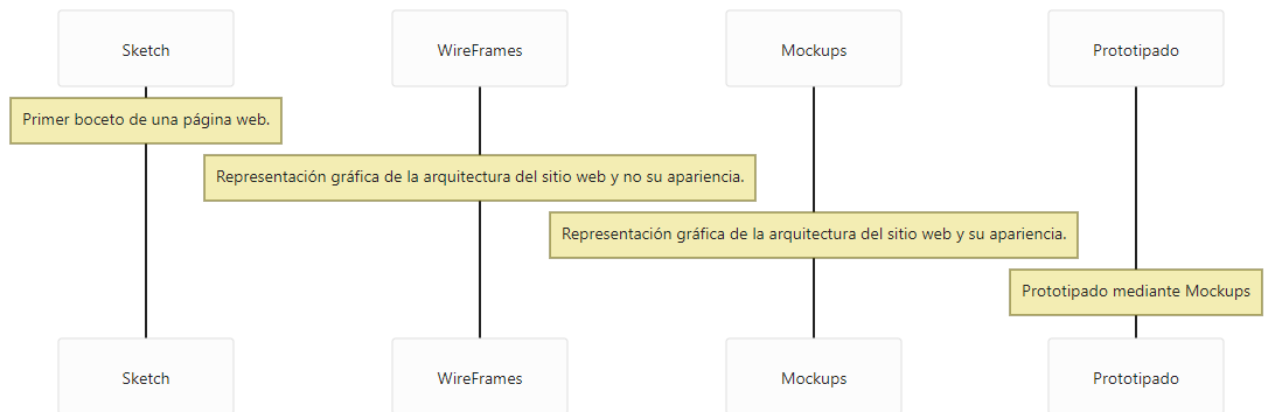 Sketch
WireFrames
Mockups
Prototipado
Primer boceto de una página web.
Representación gráfica de la arquitectura del sitio web y no su apariencia.
Representación gráfica de la arquitectura del sitio web y su apariencia.
Prototipado mediante Mockups
Sketch
WireFrames
Mockups
Prototipado